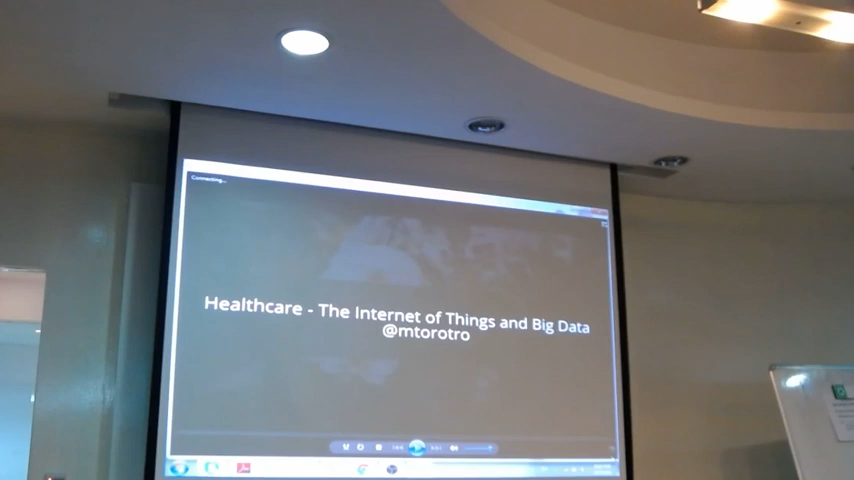 Connecting...
Healthcare - The Internet of Things and Big Data
@mtorotro